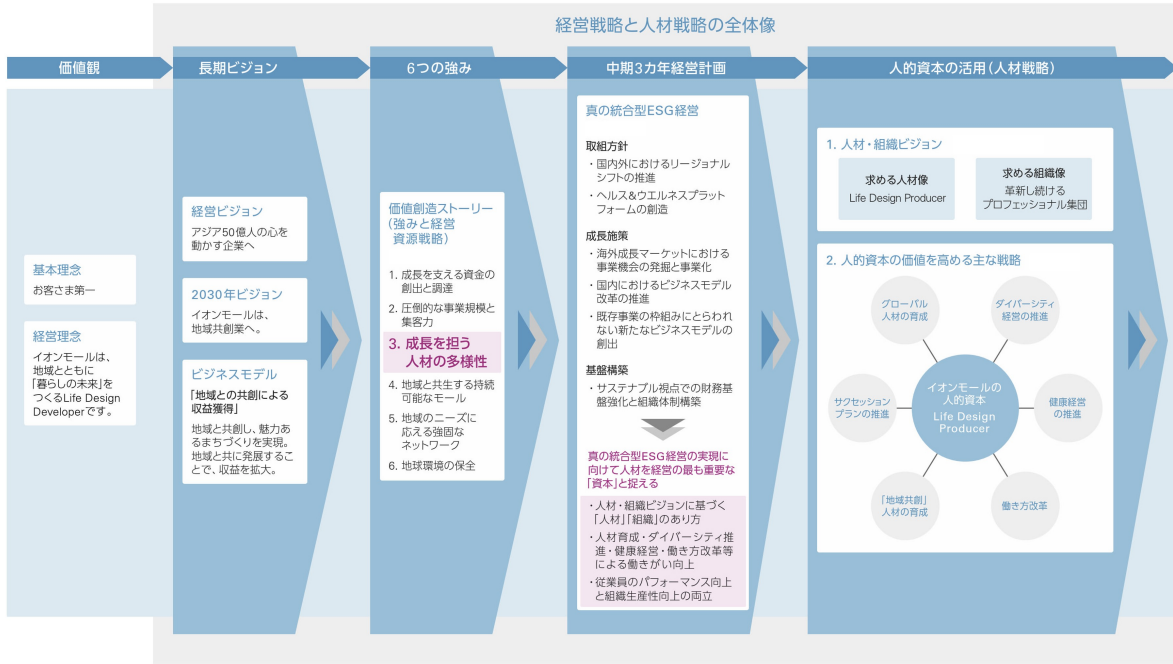 経営戦略と人材戦略の全体像
価値観
長期ビジョン
6つの強み
中期3カ年経営計画
人的資本の活用（人材戦略）
基本理念
お客さま第一
経営理念
イオンモールは、
地域とともに
「暮らしの未来」を
つくるLife Design
Developerです。
経営ビジョン
アジア50億人の心を
動かす企業へ
2030年ビジョン
イオンモールは、
地域共創業へ。
ビジネスモデル
「地域との共創による
収益獲得」
地域と共創し、魅力あ
るまちづくりを実現。
地域と共に発展するこ
とで、収益を拡大。
価値創造ストーリー
(強みと経営
資源戦略)
1. 成長を支える資金の
創出と調達
2. 圧倒的な事業規模と
集客力
3. 成長を担う
人材の多様性
4. 地域と共生する持続
可能なモール
5. 地域のニーズに
応える強固な
ネットワーク
6. 地球環境の保全
真の統合型ESG経営
取組方針
・国内外におけるリージョナル
シフトの推進
・ヘルス&ウエルネスプラット
フォームの創造
成長施策
・海外成長マーケットにおける
事業機会の発掘と事業化
・国内におけるビジネスモデル
改革の推進
・既存事業の枠組みにとらわれ
ない新たなビジネスモデルの
創出
基盤構築
・サステナブル視点での財務基
盤強化と組織体制構築
真の統合型ESG経営の実現に
向けて人材を経営の最も重要な
「資本」と捉える
・人材・組織ビジョンに基づく
「人材」「組織」のあり方
・人材育成・ダイバーシティ推
進・健康経営・働き方改革等
による働きがい向上
・従業員のパフォーマンス向上
と組織生産性向上の両立
1. 人材・組織ビジョン
求める人材像
Life Design Producer
求める組織像
革新し続ける
プロフェッショナル集団
2. 人的資本の価値を高める主な戦略
グローバル
人材の育成
ダイバーシティ
経営の推進
サクセッション
プランの推進
イオンモールの
人的資本
Life Design
Producer
健康経営
の推進
「地域共創」
人材の育成
働き方改革